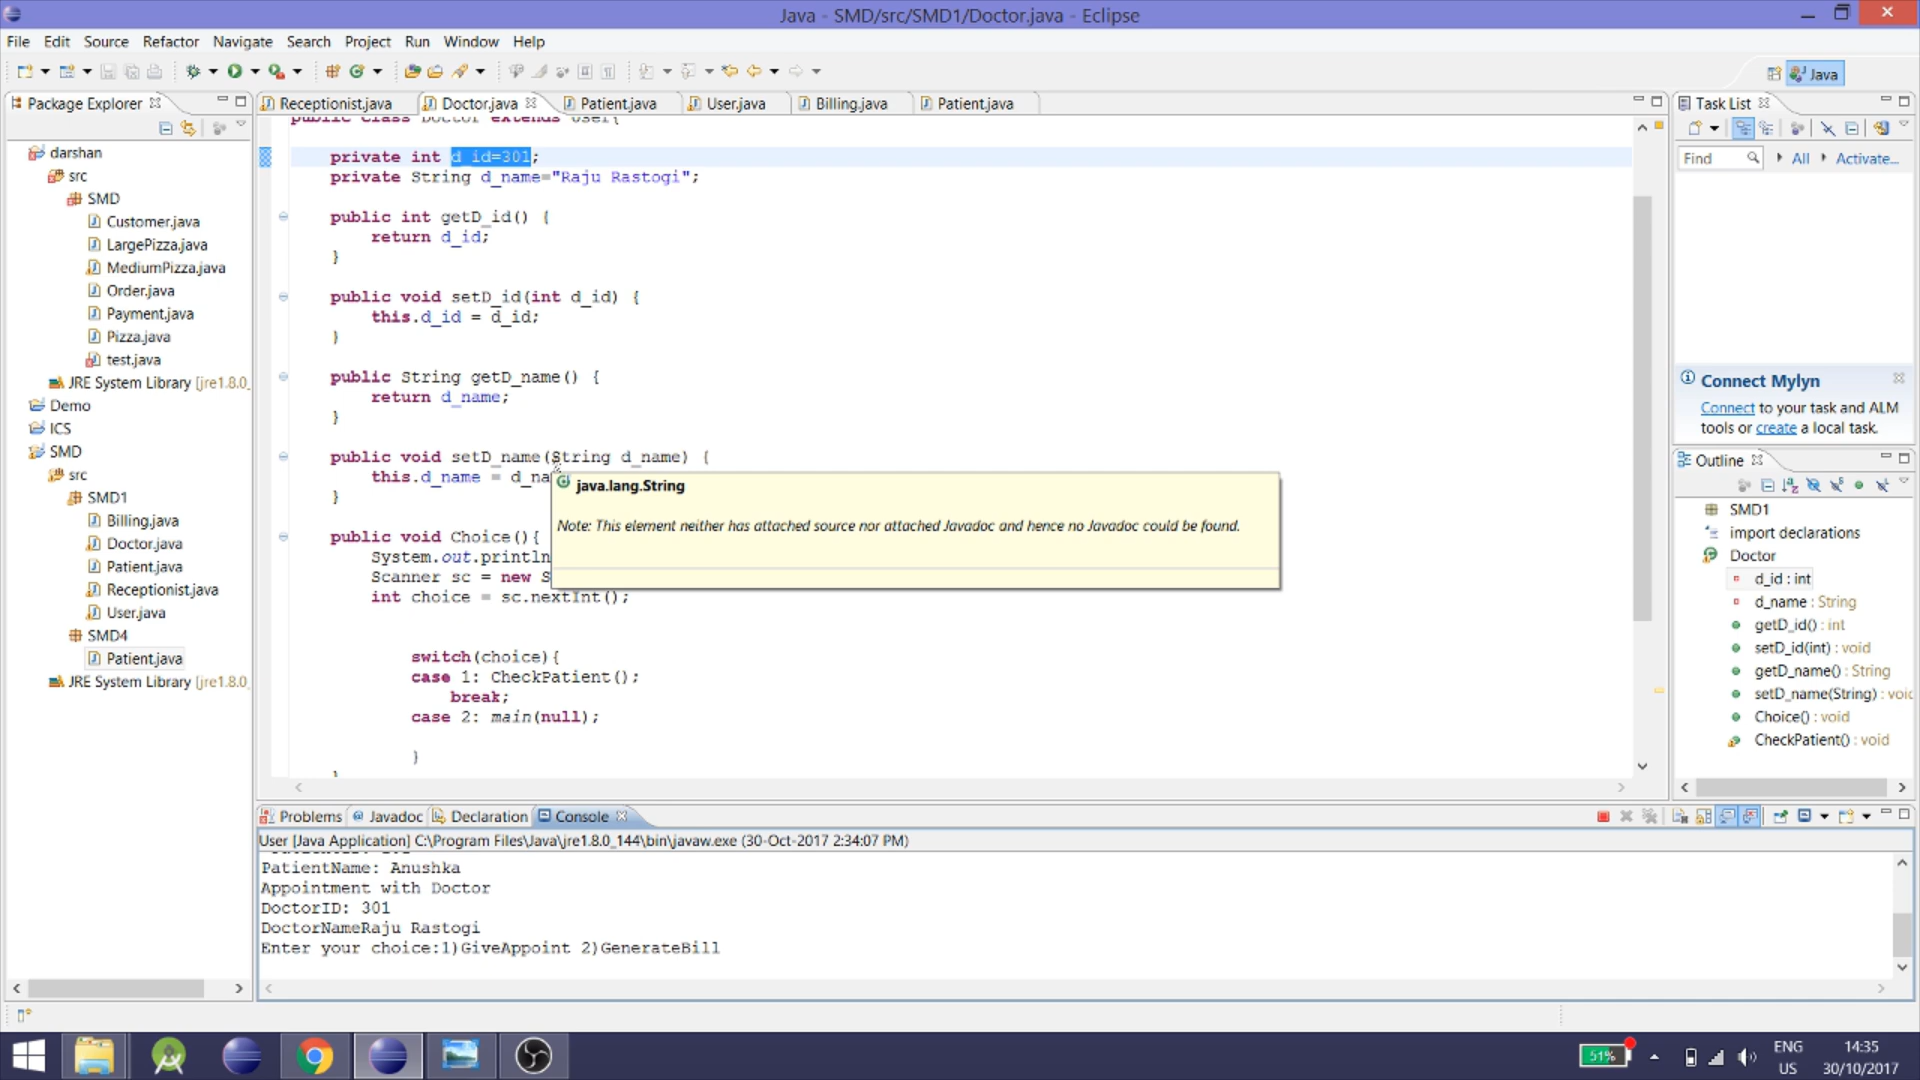 Java - SMD/src/SMD1/Doctor.java - Eclipse
File Edit Source Refactor Navigate Search Project Run Window Help
Java
Package Explorer
darshan
src
SMD
Customer.java
LargePizza.java
MediumPizza.java
Order.java
Payment.java
Pizza.java
test.java
JRE System Library [jre1.8.0_
Demo
ICS
SMD
src
SMD1
Billing.java
Doctor.java
Patient.java
Receptionist.java
User.java
SMD4
Patient.java
JRE System Library [jre1.8.0_
Receptionist.java Doctor.java Patient.java User.java Billing.java Patient.java
public class Doctor extends User{
private int d_id=301;
private String d_name="Raju Rastogi";
public int getD_id() {
return d_id;
}
public void setD_id(int d_id) {
this.d_id = d_id;
}
public String getD_name() {
return d_name;
}
public void setD_name(String d_name) {
this.d_name = d_na
}
java.lang.String
Note: This element neither has attached source nor attached Javadoc and hence no Javadoc could be found.
public void Choice(){
System.out.println
Scanner sc = new S
int choice = sc.nextInt();
switch(choice){
case 1: CheckPatient();
break;
case 2: main(null);
}
Task List
Find All Activate...
Connect Mylyn
Connect to your task and ALM
tools or create a local task.
Outline
SMD1
import declarations
Doctor
d_id : int
d_name : String
getD_id() : int
setD_id(int) : void
getD_name() : String
setD_name(String) : voic
Choice() : void
CheckPatient() : void
Problems Javadoc Declaration Console
User [Java Application] C:\Program Files\Java\jre1.8.0_144\bin\javaw.exe (30-Oct-2017 2:34:07 PM)
PatientName: Anushka
Appointment with Doctor
DoctorID: 301
DoctorNameRaju Rastogi
Enter your choice:1)GiveAppoint 2)GenerateBill
51%
ENG
US
14:35
30/10/2017